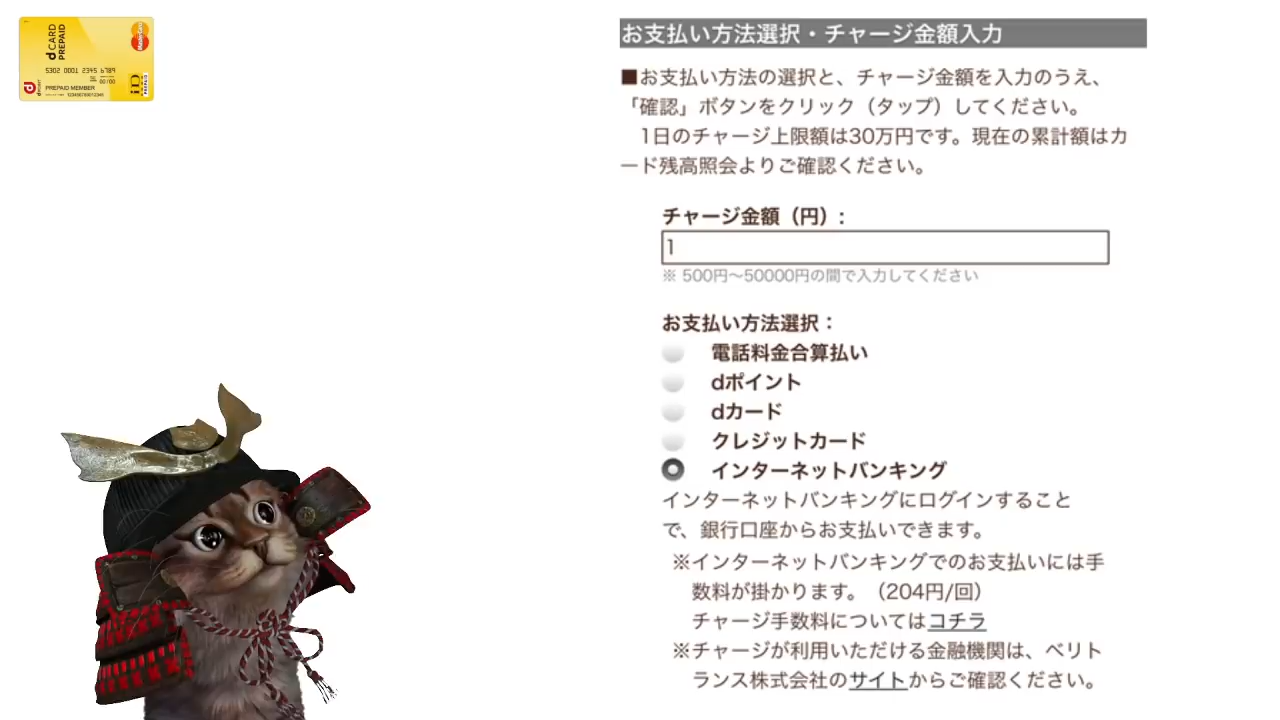 d CARD
PREPAID
5302 0001 2345 6789
00/00
PREPAID MEMBER
iD
PREPAID
お支払い方法選択・チャージ金額入力
■お支払い方法の選択と、チャージ金額を入力のうえ、
「確認」ボタンをクリック（タップ）してください。
1日のチャージ上限額は30万円です。現在の累計額はカ
ード残高照会よりご確認ください。
チャージ金額（円）:
1
※ 500円〜50000円の間で入力してください
お支払い方法選択：
電話料金合算払い
dポイント
dカード
クレジットカード
インターネットバンキング
インターネットバンキングにログインすること
で、銀行口座からお支払いできます。
※インターネットバンキングでのお支払いには手
数料が掛かります。（204円/回）
チャージ手数料についてはコチラ
※チャージが利用いただける金融機関は、ベリト
ランス株式会社のサイトからご確認ください。